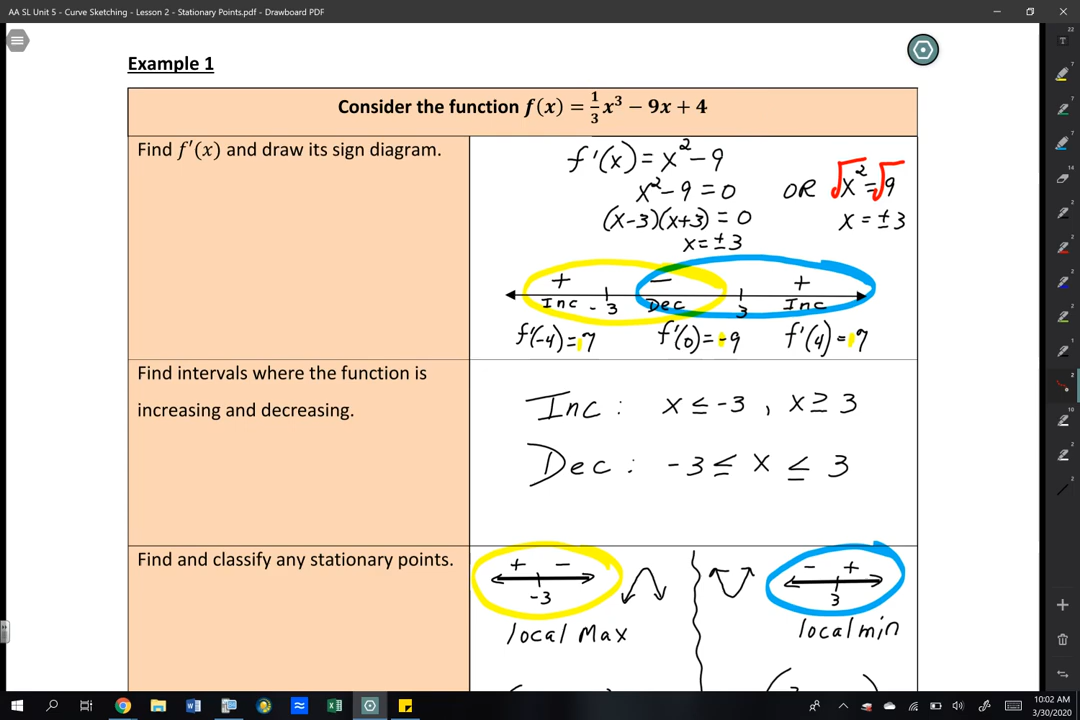 AA SL Unit 5 - Curve Sketching - Lesson 2 - Stationary Points.pdf - Drawboard PDF
Example 1
Consider the function f(x) = 1/3 x³ − 9x + 4
Find f′(x) and draw its sign diagram.
f'(x) = x² - 9
x² - 9 = 0 OR √x² = √9
(x-3)(x+3) = 0 x = ±3
x = ±3
+ − +
Inc -3 Dec 3 Inc
f'(-4) = 7 f'(0) = -9 f'(4) = 7
Find intervals where the function is
increasing and decreasing.
Inc : x ≤ -3 , x ≥ 3
Dec : -3 ≤ x ≤ 3
Find and classify any stationary points.
+ − − +
-3 3
local Max local min
10:02 AM
3/30/2020